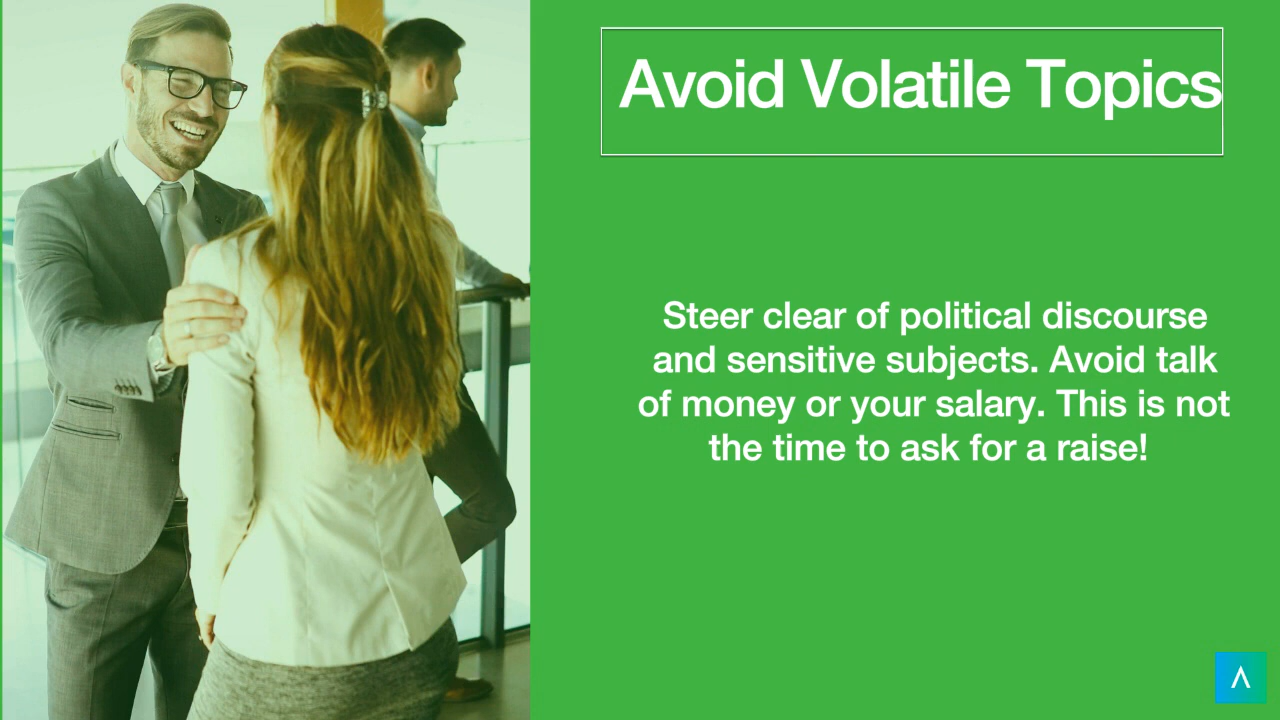 Avoid Volatile Topics
Steer clear of political discourse
and sensitive subjects. Avoid talk
of money or your salary. This is not
the time to ask for a raise!